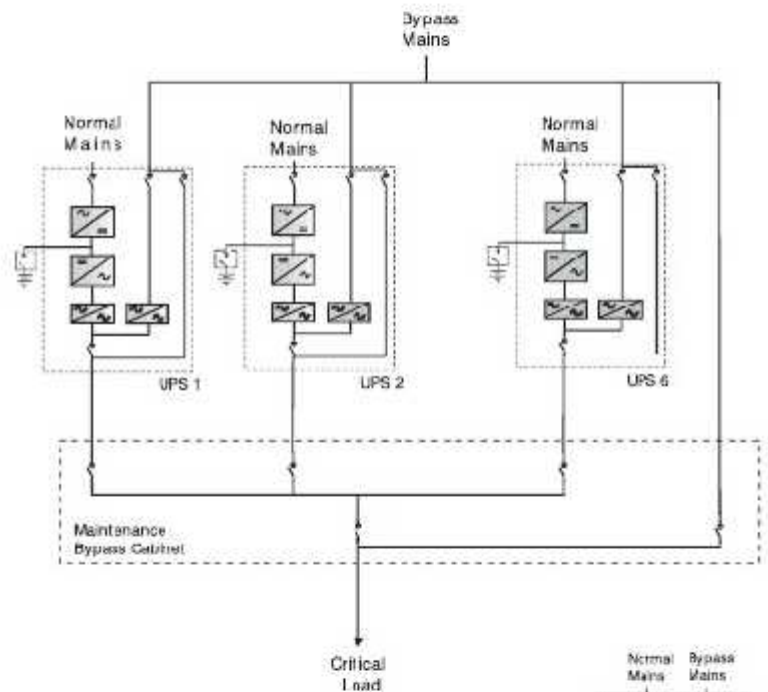 Bypass
Mains
Normal
Mains
Normal
Mains
Normal
Mains
UPS 1
UPS 2
UPS 6
Maintenance
Bypass Cabinet
Critical
Load
Normal Bypass
Mains Mains